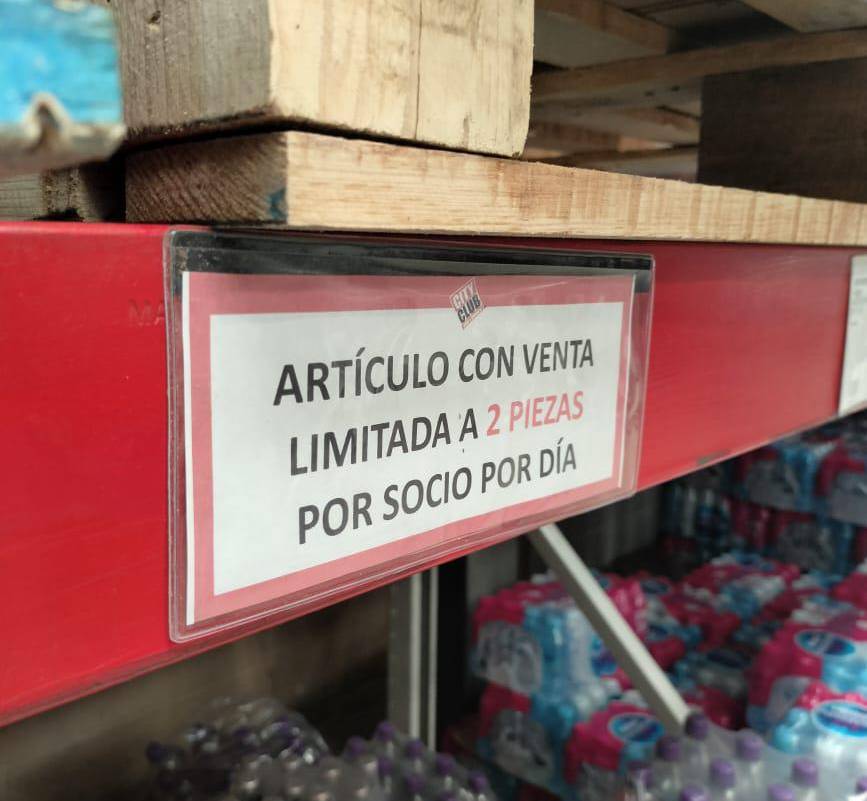 CITY
CLUB
ARTÍCULO CON VENTA
LIMITADA A 2 PIEZAS
POR SOCIO POR DÍA